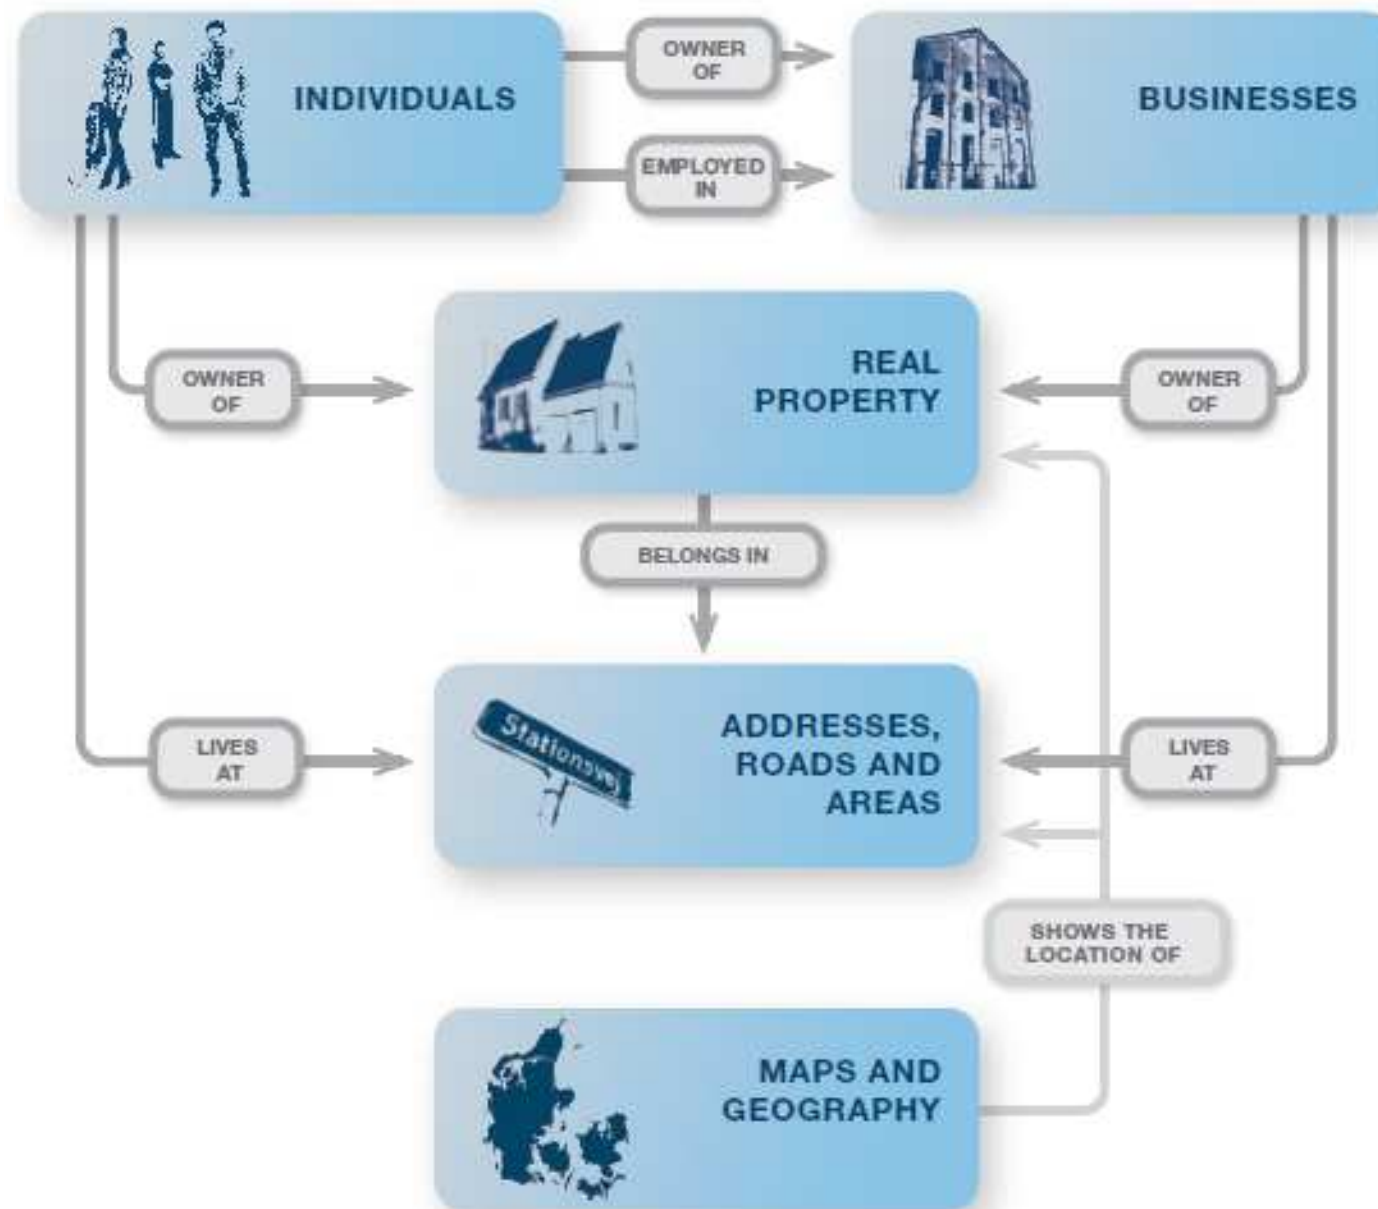 INDIVIDUALS
OWNER
OF
BUSINESSES
EMPLOYED
IN
REAL
PROPERTY
OWNER
OF
OWNER
OF
BELONGS IN
Stationsvej
ADDRESSES,
ROADS AND
AREAS
LIVES
AT
LIVES
AT
SHOWS THE
LOCATION OF
MAPS AND
GEOGRAPHY